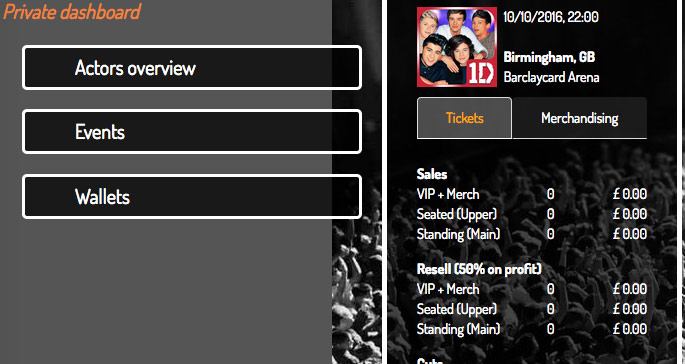 Private dashboard
Actors overview
Events
Wallets
1D
10/10/2016, 22:00
Birmingham, GB
Barclaycard Arena
Tickets
Merchandising
Sales
VIP + Merch 0 £ 0.00
Seated (Upper) 0 £ 0.00
Standing (Main) 0 £ 0.00
Resell (50% on profit)
VIP + Merch 0 £ 0.00
Seated (Upper) 0 £ 0.00
Standing (Main) 0 £ 0.00
Cuts